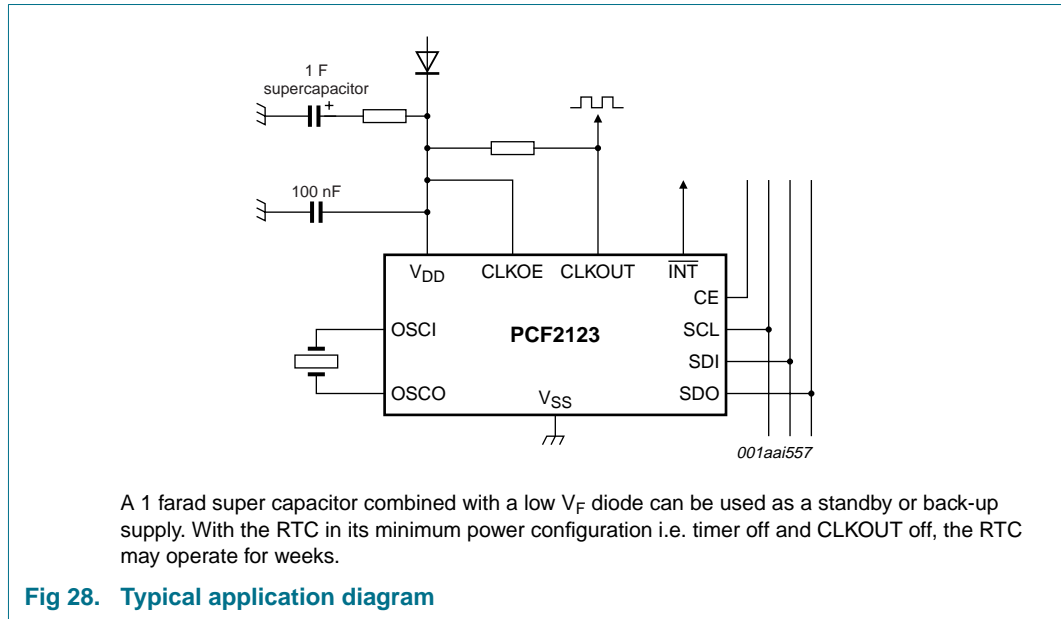 1 F
supercapacitor
+
100 nF
VDD
CLKOE
CLKOUT
INT
CE
OSCI
PCF2123
SCL
SDI
OSCO
VSS
SDO
001aai557
A 1 farad super capacitor combined with a low VF diode can be used as a standby or back-up
supply. With the RTC in its minimum power configuration i.e. timer off and CLKOUT off, the RTC
may operate for weeks.
Fig 28. Typical application diagram